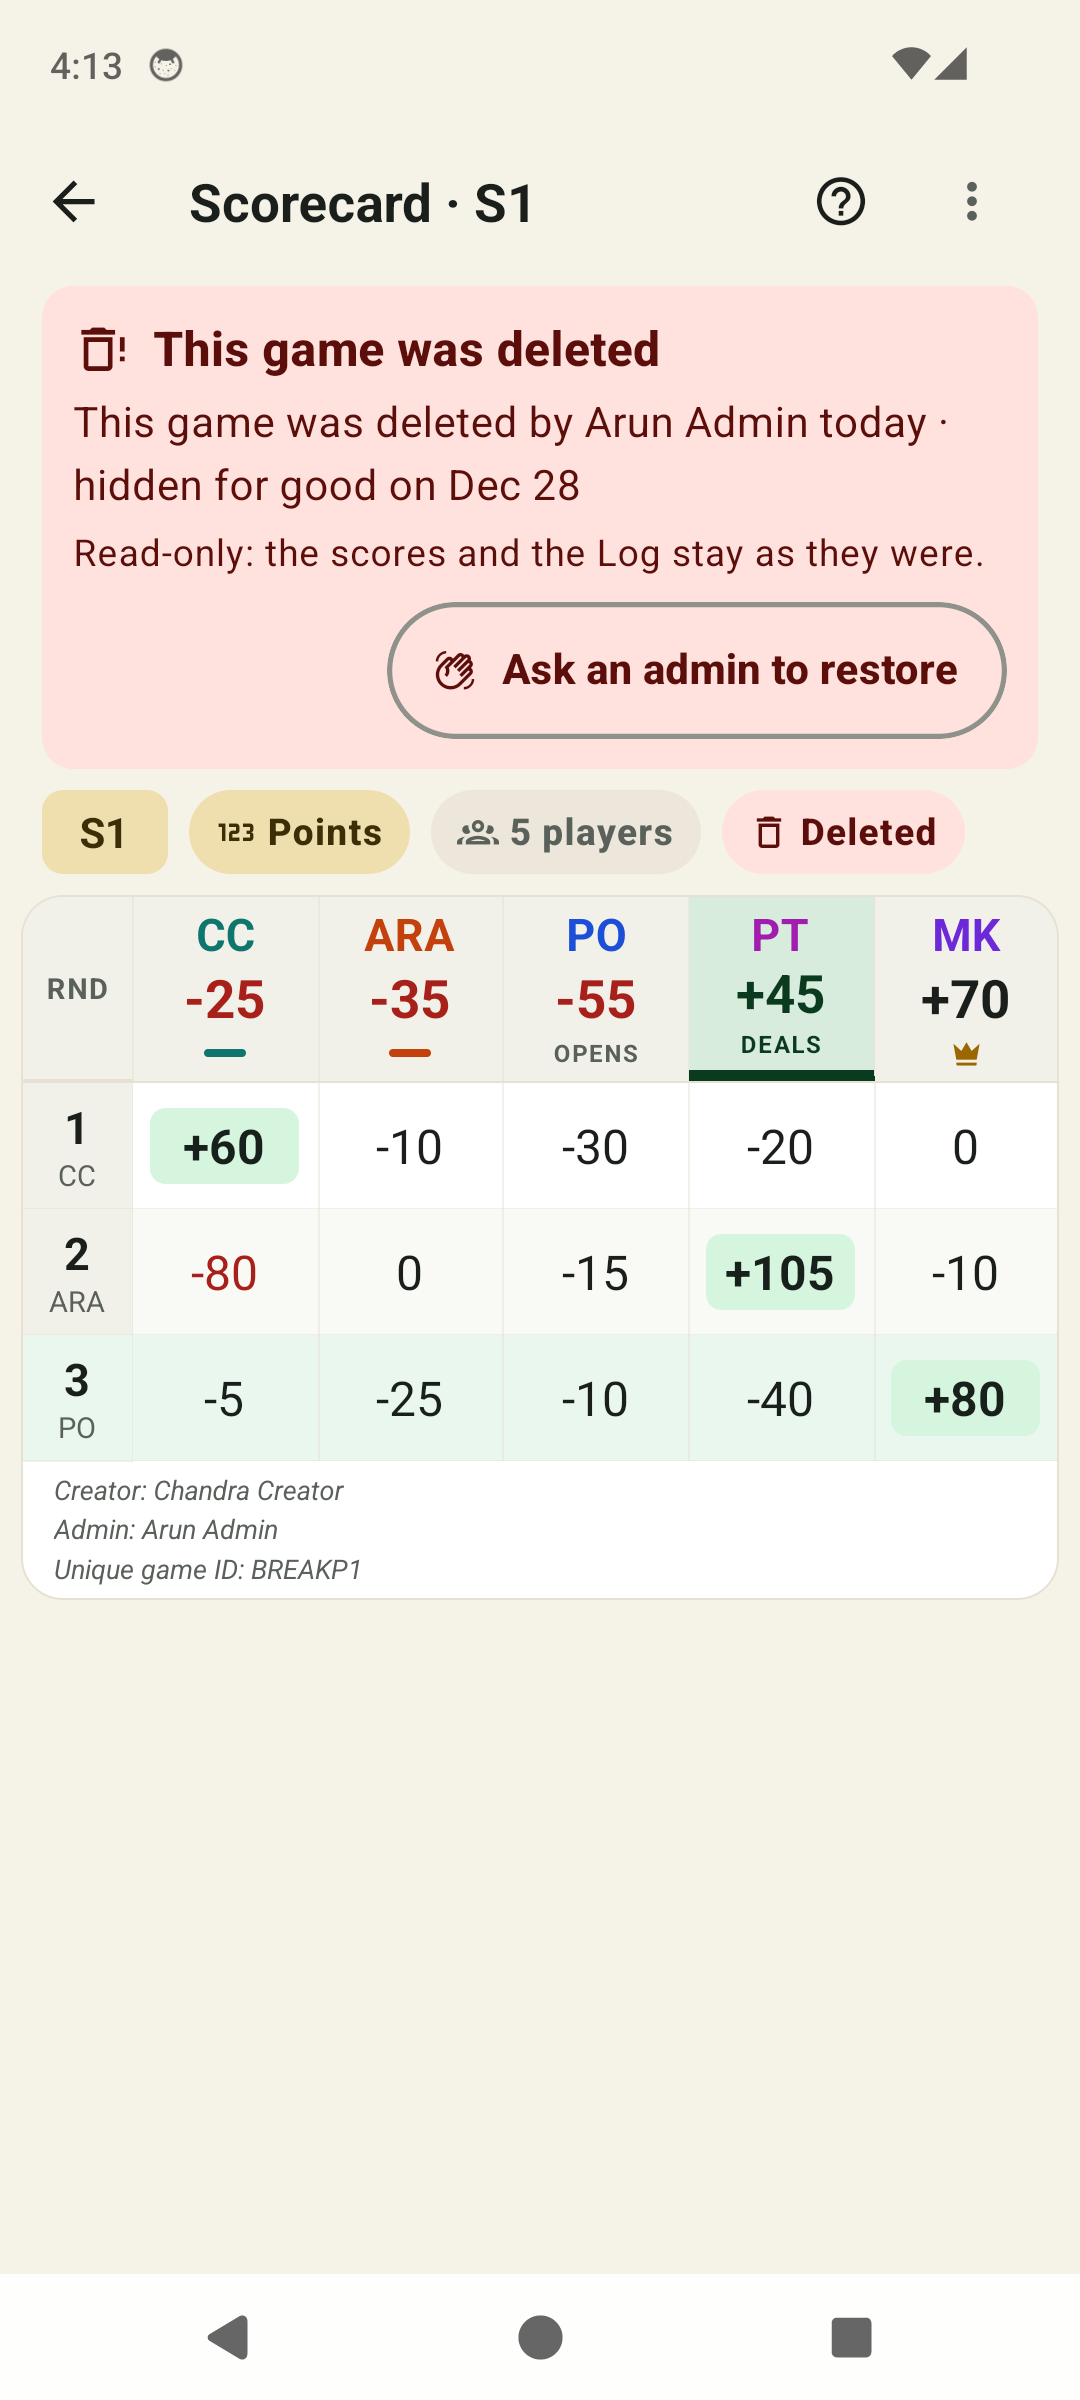 4:13
Scorecard · S1
This game was deleted
This game was deleted by Arun Admin today ·
hidden for good on Dec 28
Read-only: the scores and the Log stay as they were.
Ask an admin to restore
S1 123 Points 5 players Deleted
RND CC ARA PO PT MK
-25 -35 -55 +45 +70
OPENS DEALS
1 +60 -10 -30 -20 0
CC
2 -80 0 -15 +105 -10
ARA
3 -5 -25 -10 -40 +80
PO
Creator: Chandra Creator
Admin: Arun Admin
Unique game ID: BREAKP1